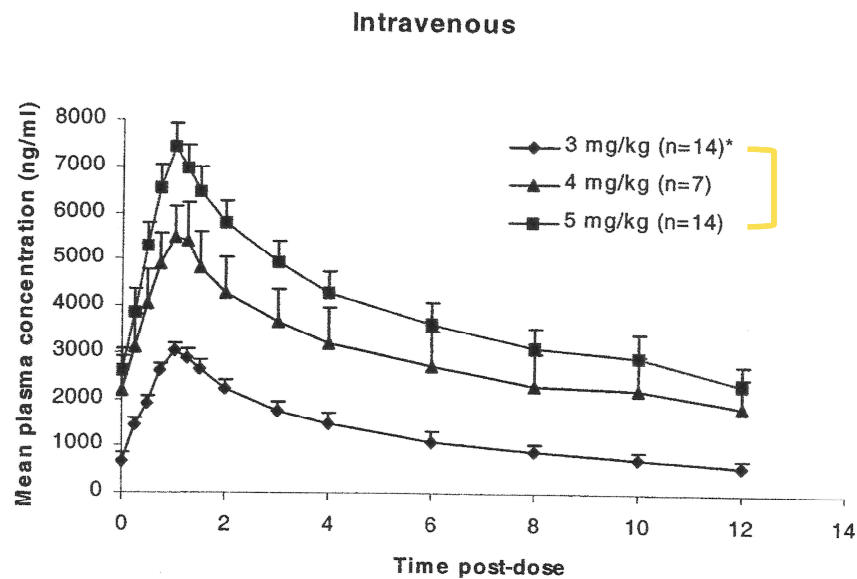 Intravenous
Mean plasma concentration (ng/ml)
8000
7000
6000
5000
4000
3000
2000
1000
0
3 mg/kg (n=14)*
4 mg/kg (n=7)
5 mg/kg (n=14)
0 2 4 6 8 10 12 14
Time post-dose